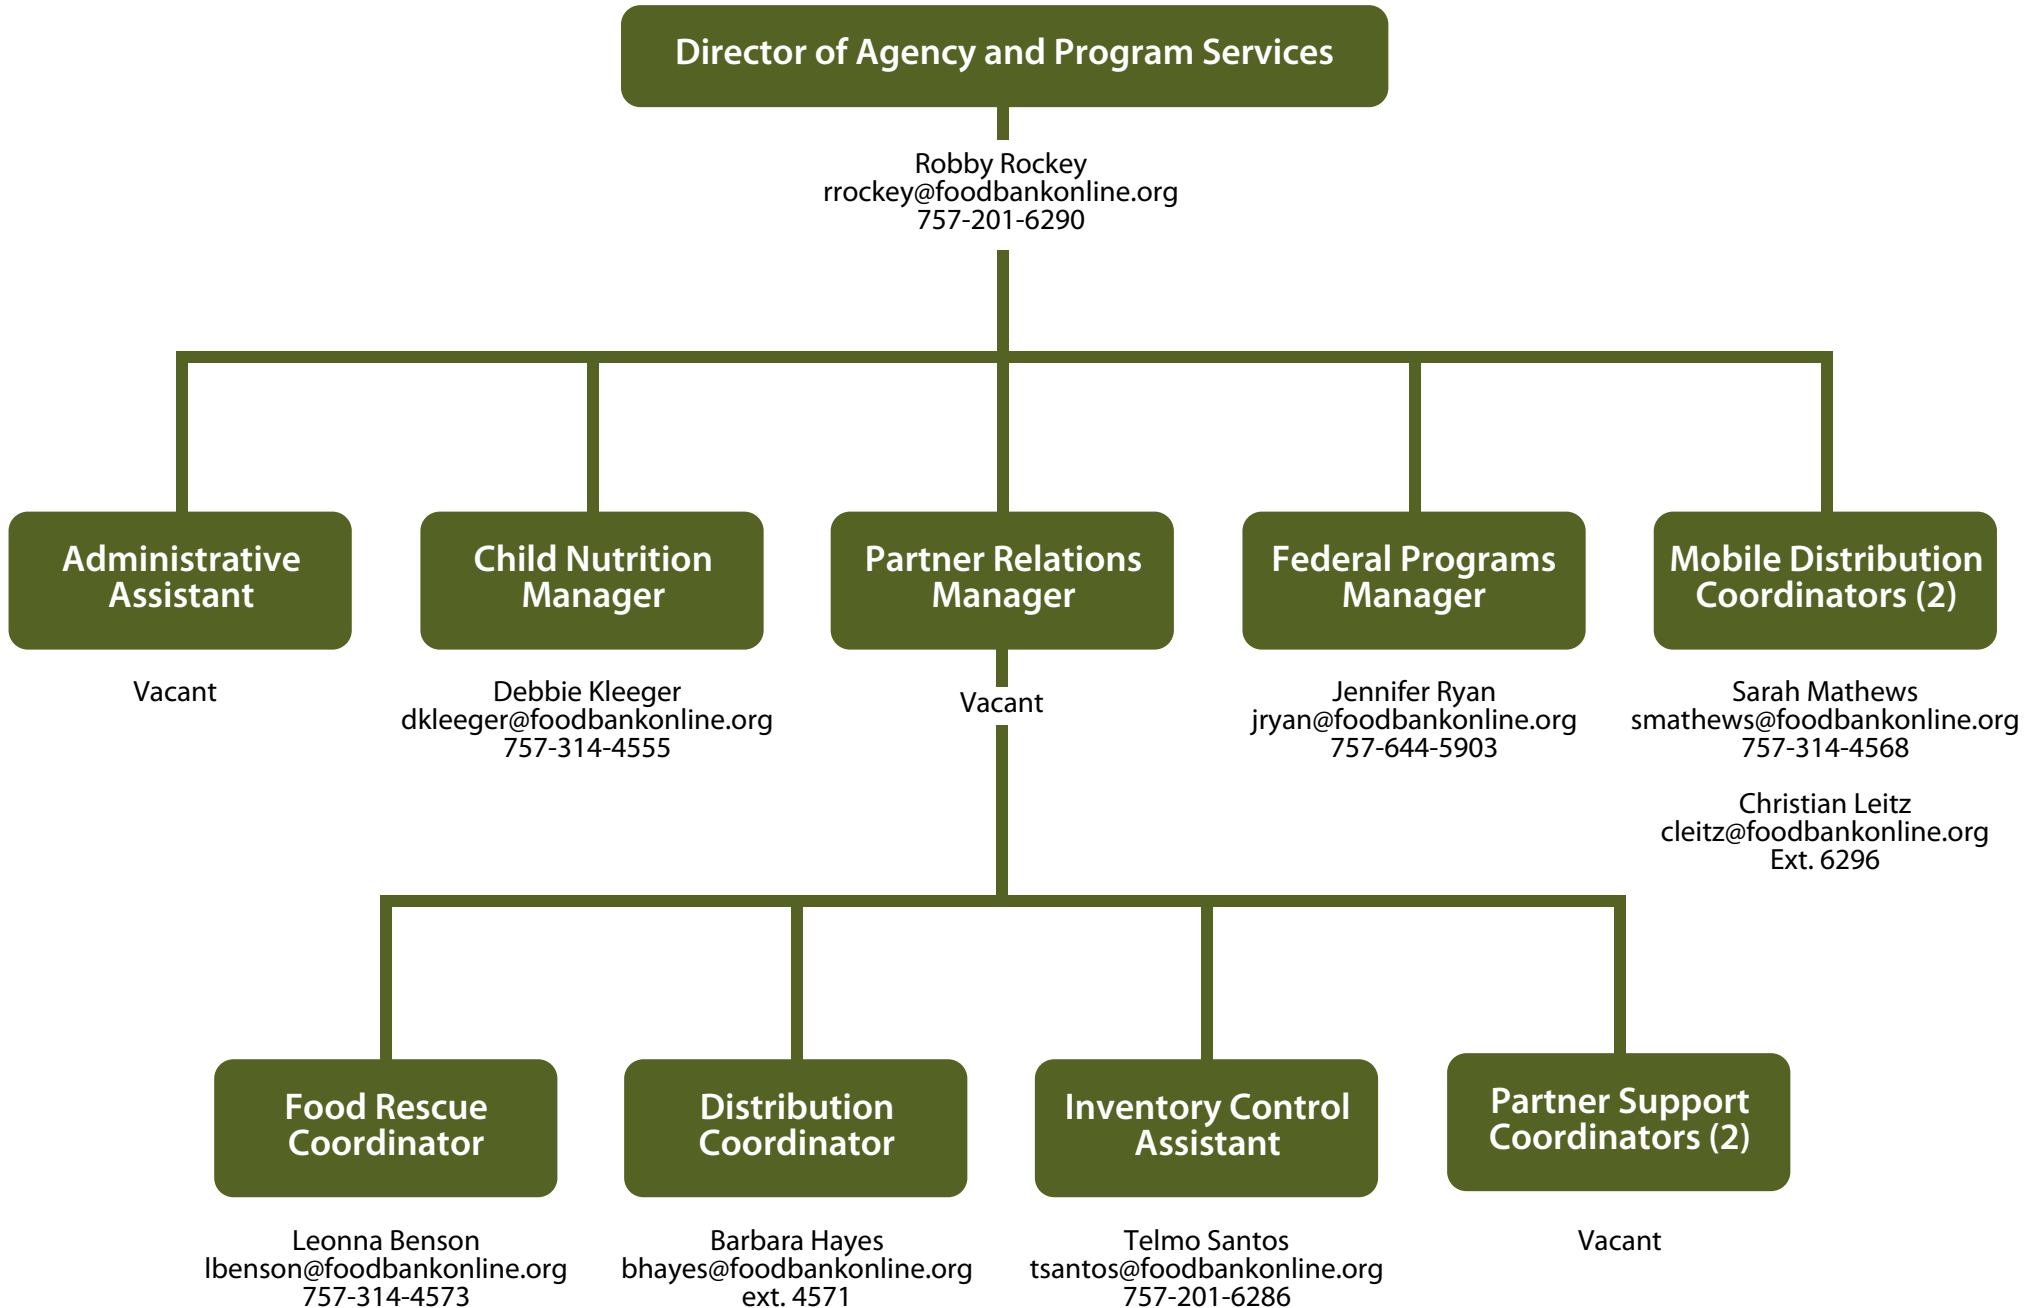 Director of Agency and Program Services
Robby Rockey
rrockey@foodbankonline.org
757-201-6290
Administrative
Assistant
Vacant
Child Nutrition
Manager
Debbie Kleeger
dkleeger@foodbankonline.org
757-314-4555
Partner Relations
Manager
Vacant
Federal Programs
Manager
Jennifer Ryan
jryan@foodbankonline.org
757-644-5903
Mobile Distribution
Coordinators (2)
Sarah Mathews
smathews@foodbankonline.org
757-314-4568
Christian Leitz
cleitz@foodbankonline.org
Ext. 6296
Food Rescue
Coordinator
Leonna Benson
lbenson@foodbankonline.org
757-314-4573
Distribution
Coordinator
Barbara Hayes
bhayes@foodbankonline.org
ext. 4571
Inventory Control
Assistant
Telmo Santos
tsantos@foodbankonline.org
757-201-6286
Partner Support
Coordinators (2)
Vacant